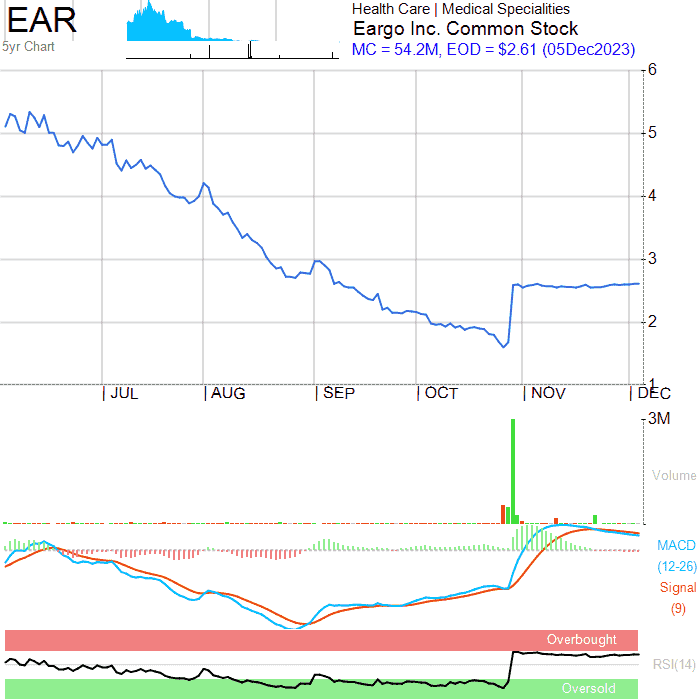 EAR
5yr Chart
Health Care | Medical Specialities
Eargo Inc. Common Stock
MC = 54.2M, EOD = $2.61 (05Dec2023)
6
5
4
3
2
1
JUL
AUG
SEP
OCT
NOV
DEC
3M
Volume
MACD
(12-26)
Signal
(9)
Overbought
RSI(14)
Oversold